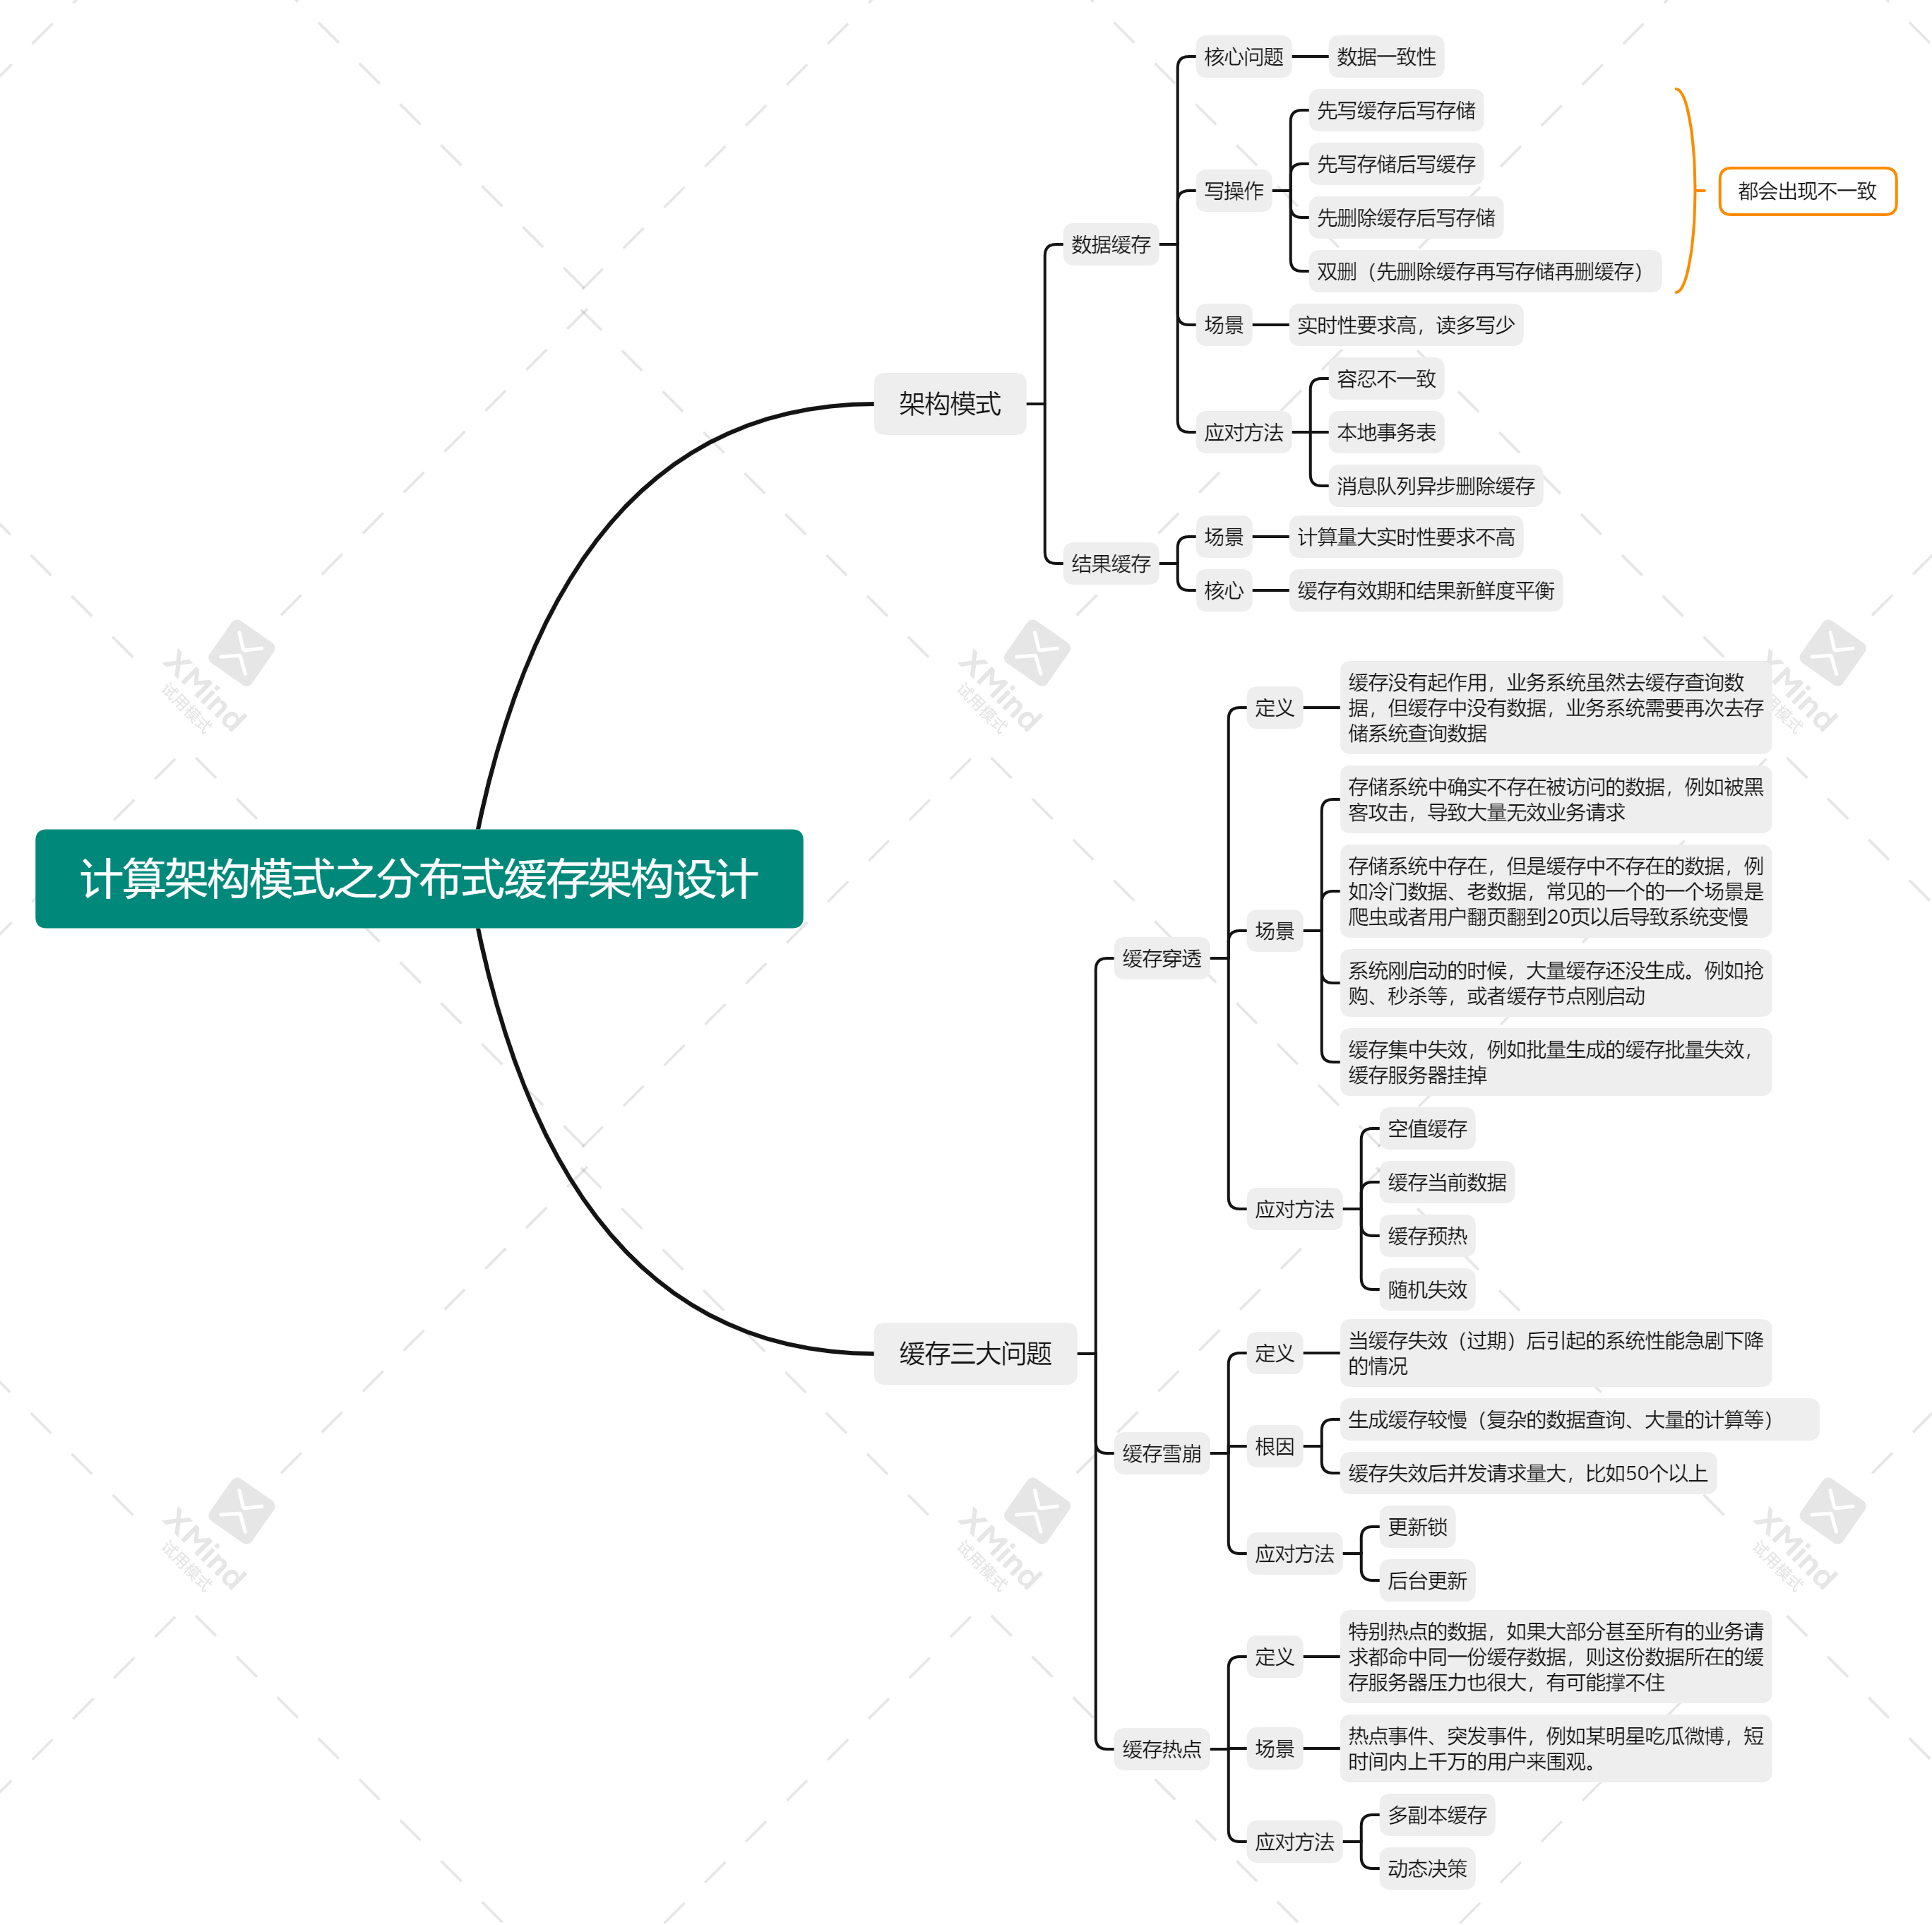 计算架构模式之分布式缓存架构设计
架构模式
数据缓存
核心问题
数据一致性
写操作
先写缓存后写存储
先写存储后写缓存
先删除缓存后写存储
双删（先删除缓存再写存储再删缓存）
都会出现不一致
场景
实时性要求高，读多写少
应对方法
容忍不一致
本地事务表
消息队列异步删除缓存
结果缓存
场景
计算量大实时性要求不高
核心
缓存有效期和结果新鲜度平衡
缓存三大问题
缓存穿透
定义
缓存没有起作用，业务系统虽然去缓存查询数
据，但缓存中没有数据，业务系统需要再次去存
储系统查询数据
场景
存储系统中确实不存在被访问的数据，例如被黑
客攻击，导致大量无效业务请求
存储系统中存在，但是缓存中不存在的数据，例
如冷门数据、老数据，常见的一个的一个场景是
爬虫或者用户翻页翻到20页以后导致系统变慢
系统刚启动的时候，大量缓存还没生成。例如抢
购、秒杀等，或者缓存节点刚启动
缓存集中失效，例如批量生成的缓存批量失效，
缓存服务器挂掉
应对方法
空值缓存
缓存当前数据
缓存预热
随机失效
缓存雪崩
定义
当缓存失效（过期）后引起的系统性能急剧下降
的情况
根因
生成缓存较慢（复杂的数据查询、大量的计算等）
缓存失效后并发请求量大，比如50个以上
应对方法
更新锁
后台更新
缓存热点
定义
特别热点的数据，如果大部分甚至所有的业务请
求都命中同一份缓存数据，则这份数据所在的缓
存服务器压力也很大，有可能撑不住
场景
热点事件、突发事件，例如某明星吃瓜微博，短
时间内上千万的用户来围观。
应对方法
多副本缓存
动态决策
XMind
试用模式
XMind
试用模式
XMind
试用模式
XMind
试用模式
XMind
试用模式
XMind
试用模式